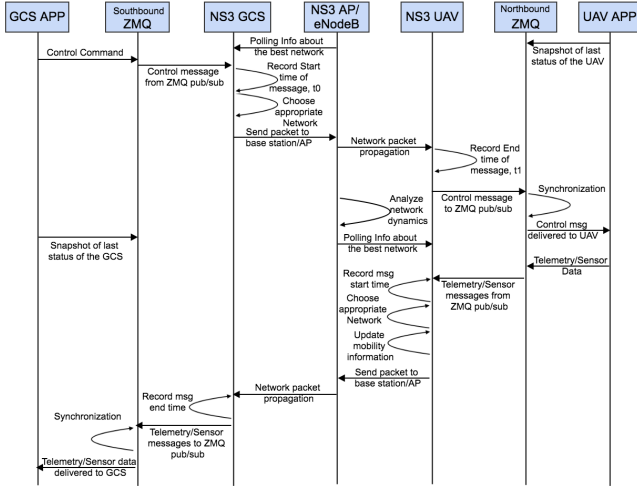 GCS APP
Southbound
ZMQ
NS3 GCS
NS3 AP/
eNodeB
NS3 UAV
Northbound
ZMQ
UAV APP
Polling Info about
the best network
Snapshot of last
status of the UAV
Control Command
Control message
from ZMQ pub/sub
Record Start
time of
message, t0
Choose
appropriate
Network
Send packet to
base station/AP
Network packet
propagation
Record End
time of
message, t1
Analyze
network
dynamics
Control message
to ZMQ pub/sub
Synchronization
Control msg
delivered to UAV
Snapshot of last
status of the GCS
Polling Info about
the best network
Telemetry/Sensor
Data
Record msg
start time
Telemetry/Sensor
messages from
ZMQ pub/sub
Choose
appropriate
Network
Update
mobility
information
Send packet to
base station/AP
Network packet
propagation
Record msg
end time
Synchronization
Telemetry/Sensor
messages to ZMQ
pub/sub
Telemetry/Sensor data
delivered to GCS